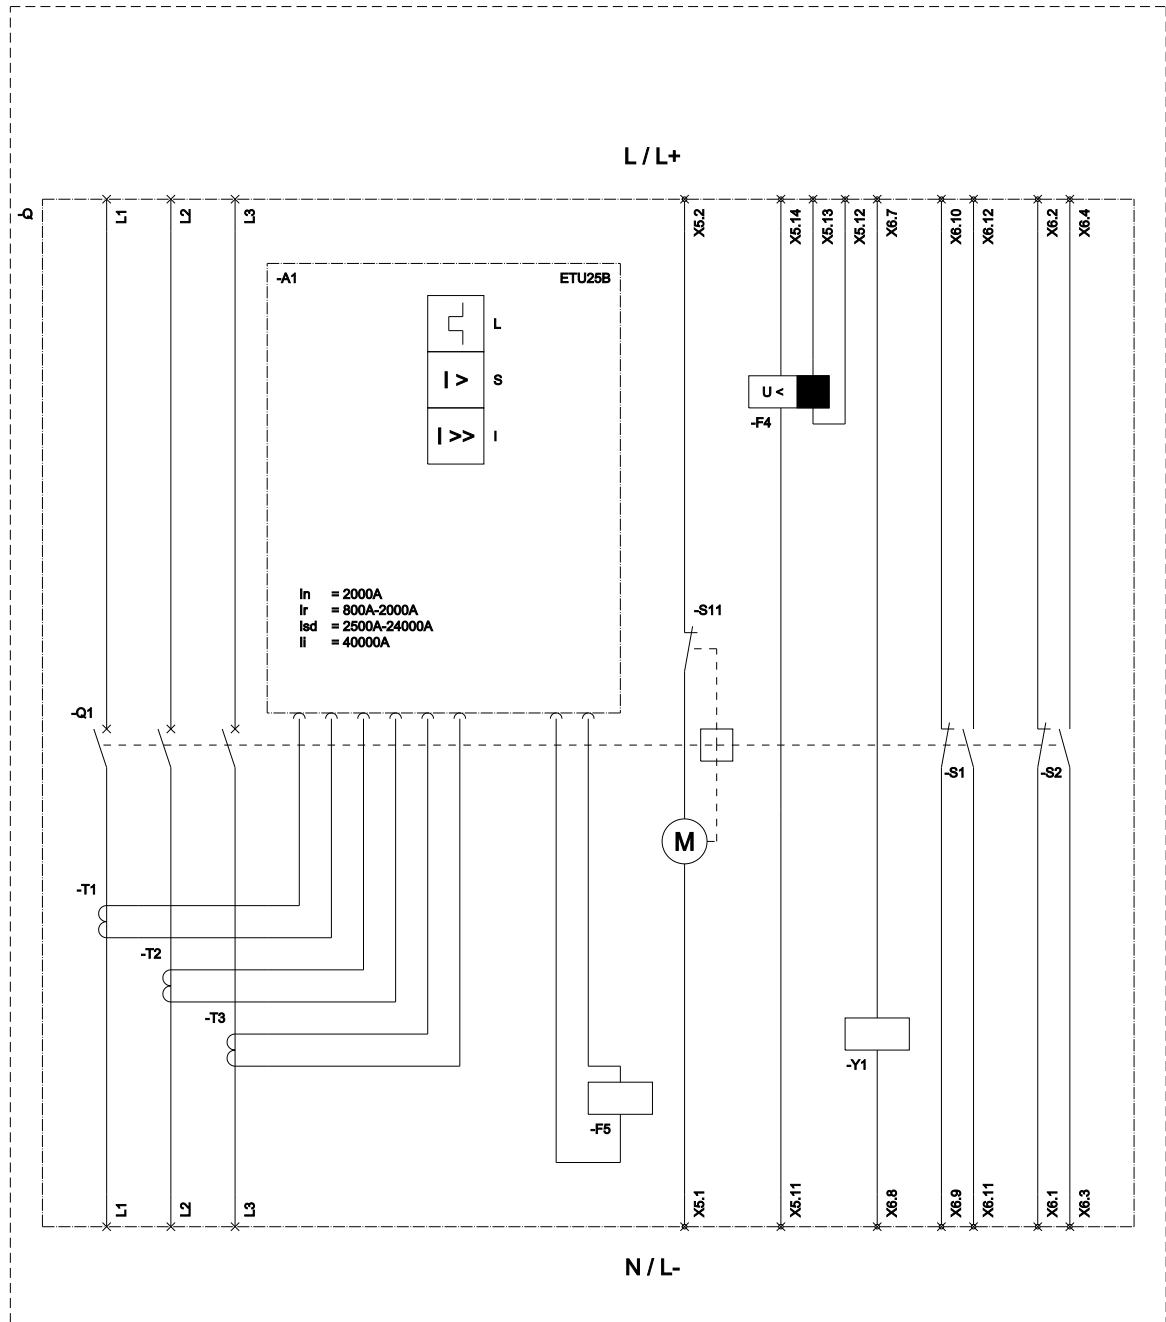 L / L+
-Q
L1
L2
L3
X5.2
X5.14
X5.13
X5.12
X6.7
X6.10
X6.12
X6.2
X6.4
-A1
ETU25B
L
I >
S
I >>
I
U <
-F4
In = 2000A
Ir = 800A-2000A
Isd = 2500A-24000A
Ii = 40000A
-S11
-Q1
-S1
-S2
M
-T1
-T2
-T3
-Y1
-F5
L1
L2
L3
X5.1
X5.11
X6.8
X6.9
X6.11
X6.1
X6.3
N / L-